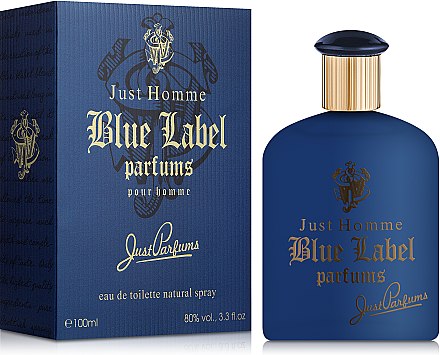 Just Homme
Blue Label
parfums
pour homme
Just Parfums
eau de toilette natural spray
℮100ml 80% vol., 3.3 fl.oz
Just Homme
Blue Label
parfums
Just Parfums